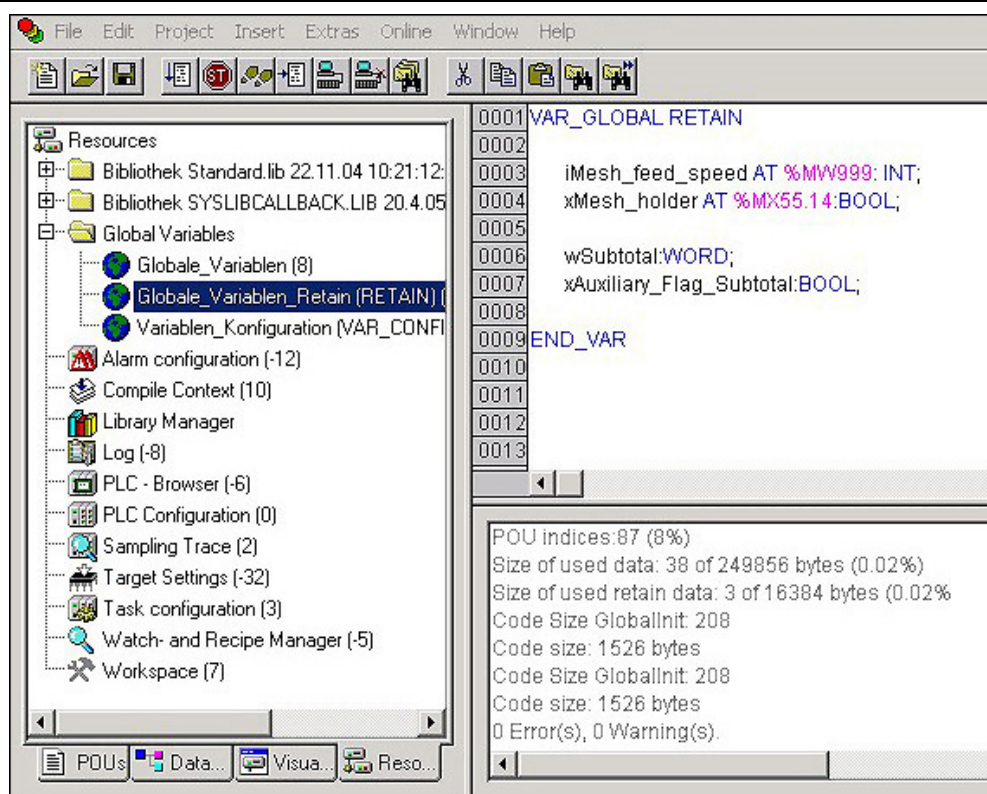 File Edit Project Insert Extras Online Window Help
ST
Resources
Bibliothek Standard.lib 22.11.04 10:21:12:
Bibliothek SYSLIBCALLBACK.LIB 20.4.05
Global Variables
Globale_Variablen (8)
Globale_Variablen_Retain (RETAIN) (
Variablen_Konfiguration (VAR_CONFI
Alarm configuration (-12)
Compile Context (10)
Library Manager
Log (-8)
PLC - Browser (-6)
PLC Configuration (0)
Sampling Trace (2)
Target Settings (-32)
Task configuration (3)
Watch- and Recipe Manager (-5)
Workspace (7)
POUs Data... Visua... Reso...
0001 VAR_GLOBAL RETAIN
0002
0003 iMesh_feed_speed AT %MW999: INT;
0004 xMesh_holder AT %MX55.14:BOOL;
0005
0006 wSubtotal:WORD;
0007 xAuxiliary_Flag_Subtotal:BOOL;
0008
0009 END_VAR
0010
0011
0012
0013
POU indices:87 (8%)
Size of used data: 38 of 249856 bytes (0.02%)
Size of used retain data: 3 of 16384 bytes (0.02%
Code Size GlobalInit: 208
Code size: 1526 bytes
Code Size GlobalInit: 208
Code size: 1526 bytes
0 Error(s), 0 Warning(s).